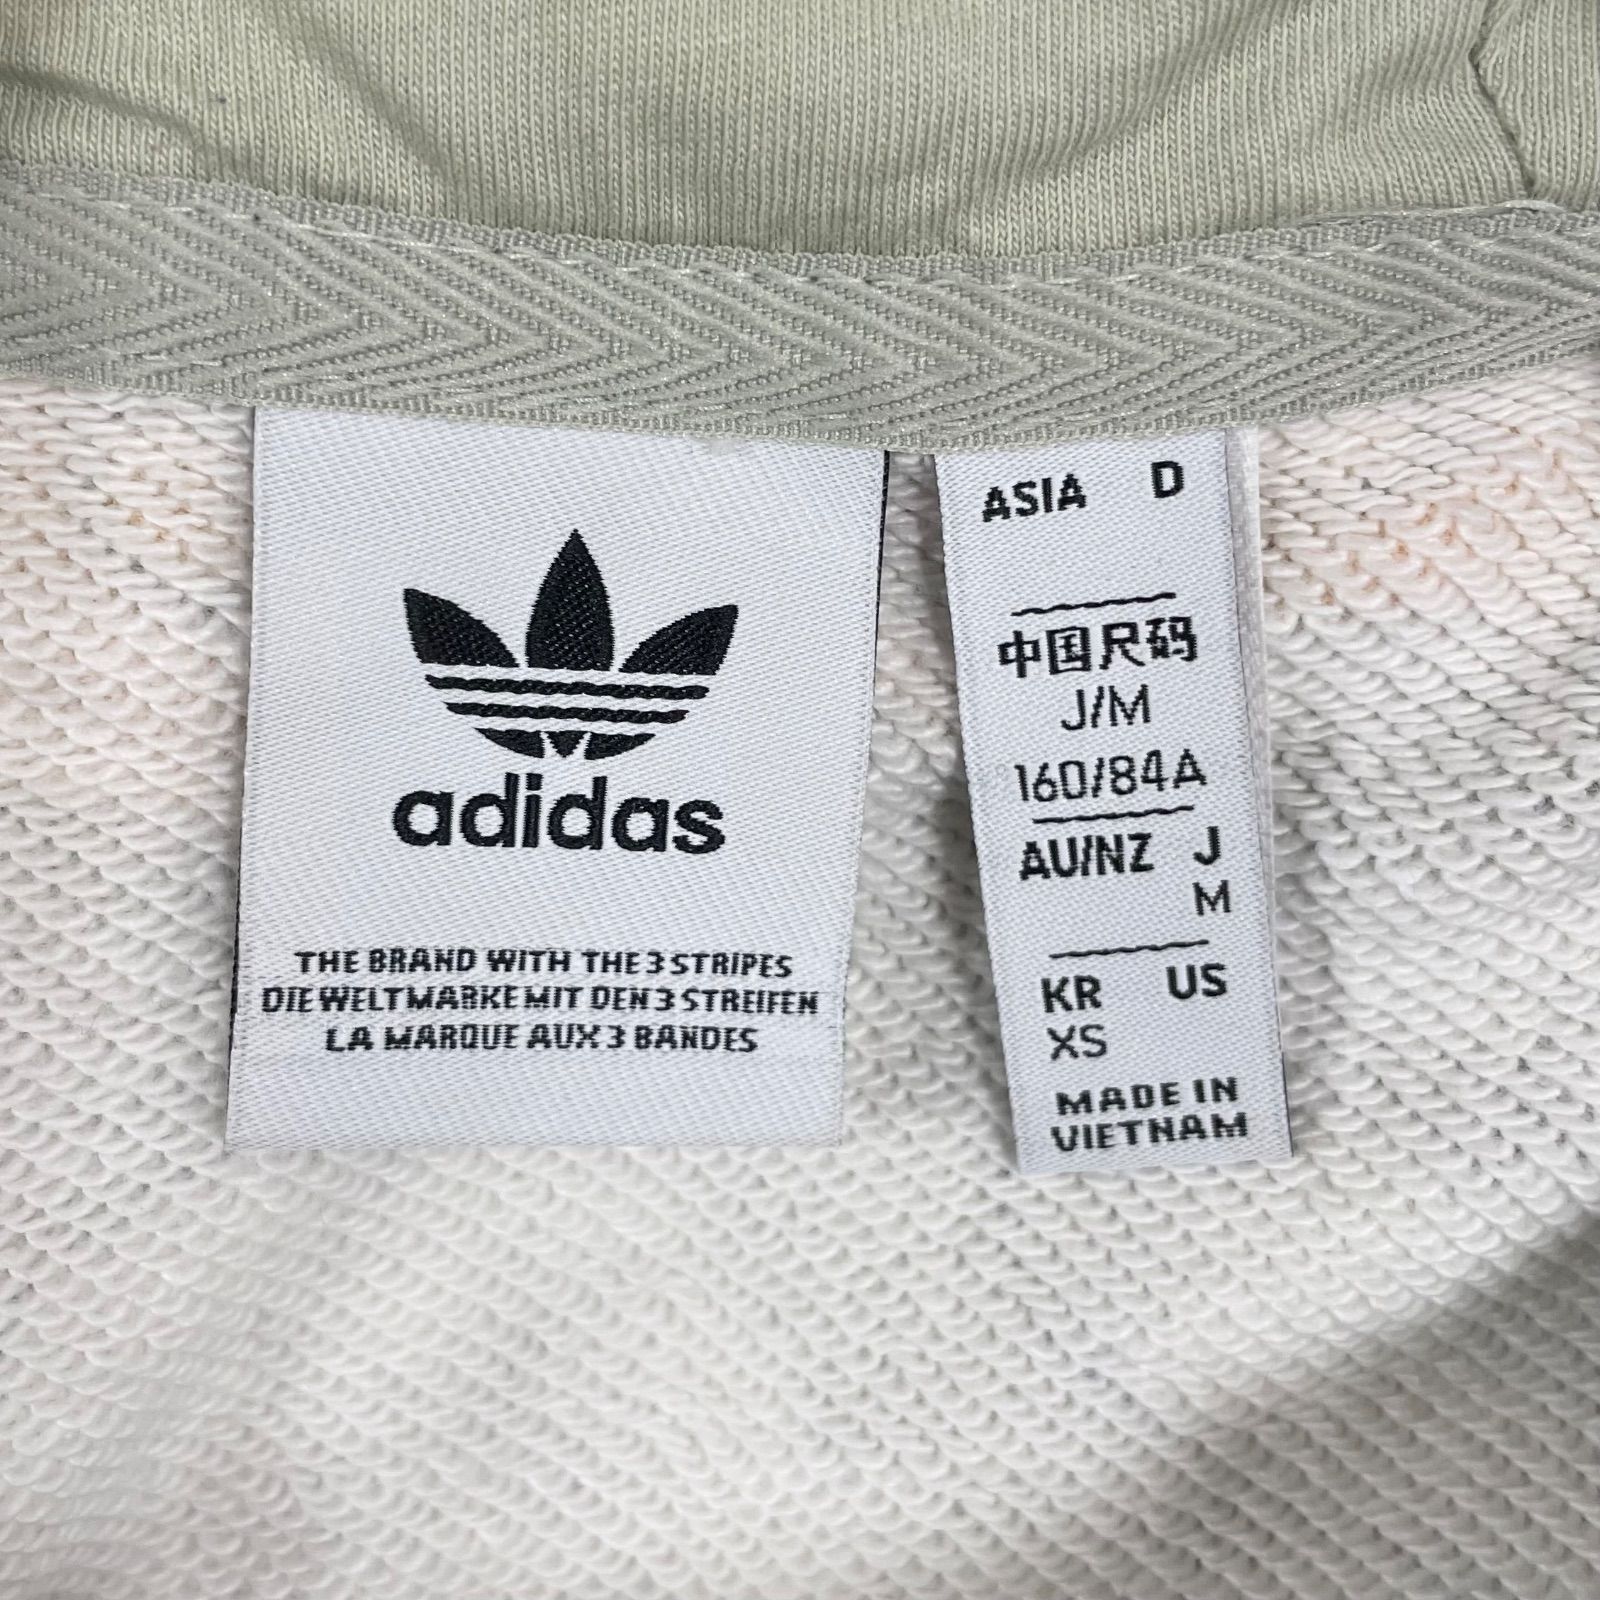 adidas
THE BRAND WITH THE 3 STRIPES
DIE WELTMARKE MIT DEN 3 STREIFEN
LA MARQUE AUX 3 BANDES
ASIA D
中国尺码
J/M
160/84A
AU/NZ J
M
KR US
XS
MADE IN
VIETNAM